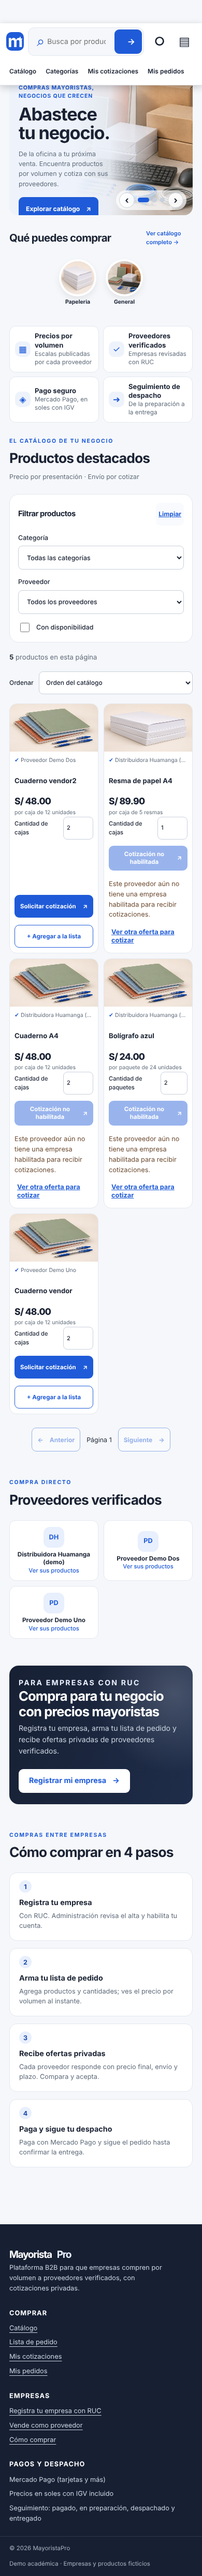 m
Busca por produc
Catálogo Categorías Mis cotizaciones Mis pedidos
COMPRAS MAYORISTAS,
NEGOCIOS QUE CRECEN
Abastece
tu negocio.
De la oficina a tu próxima
venta. Encuentra productos
por volumen y cotiza con sus
proveedores.
Explorar catálogo ↗
‹ ›
Qué puedes comprar
Ver catálogo
completo →
Papelería
General
Precios por
volumen
Escalas publicadas
por cada proveedor
Proveedores
verificados
Empresas revisadas
con RUC
Pago seguro
Mercado Pago, en
soles con IGV
Seguimiento de
despacho
De la preparación a
la entrega
EL CATÁLOGO DE TU NEGOCIO
Productos destacados
Precio por presentación · Envío por cotizar
Filtrar productos
Limpiar
Categoría
Todas las categorías
Proveedor
Todos los proveedores
Con disponibilidad
5 productos en esta página
Ordenar
Orden del catálogo
✓ Proveedor Demo Dos
Cuaderno vendor2
S/ 48.00
por caja de 12 unidades
Cantidad de
cajas
2
Solicitar cotización ↗
+ Agregar a la lista
✓ Distribuidora Huamanga (...
Resma de papel A4
S/ 89.90
por caja de 5 resmas
Cantidad de
cajas
1
Cotización no
habilitada ↗
Este proveedor aún no
tiene una empresa
habilitada para recibir
cotizaciones.
Ver otra oferta para
cotizar
✓ Distribuidora Huamanga (...
Cuaderno A4
S/ 48.00
por caja de 12 unidades
Cantidad de
cajas
2
Cotización no
habilitada ↗
Este proveedor aún no
tiene una empresa
habilitada para recibir
cotizaciones.
Ver otra oferta para
cotizar
✓ Distribuidora Huamanga (...
Bolígrafo azul
S/ 24.00
por paquete de 24 unidades
Cantidad de
paquetes
2
Cotización no
habilitada ↗
Este proveedor aún no
tiene una empresa
habilitada para recibir
cotizaciones.
Ver otra oferta para
cotizar
✓ Proveedor Demo Uno
Cuaderno vendor
S/ 48.00
por caja de 12 unidades
Cantidad de
cajas
2
Solicitar cotización ↗
+ Agregar a la lista
← Anterior Página 1 Siguiente →
COMPRA DIRECTO
Proveedores verificados
DH
Distribuidora Huamanga
(demo)
Ver sus productos
PD
Proveedor Demo Dos
Ver sus productos
PD
Proveedor Demo Uno
Ver sus productos
PARA EMPRESAS CON RUC
Compra para tu negocio
con precios mayoristas
Registra tu empresa, arma tu lista de pedido y
recibe ofertas privadas de proveedores
verificados.
Registrar mi empresa →
COMPRAS ENTRE EMPRESAS
Cómo comprar en 4 pasos
1
Registra tu empresa
Con RUC. Administración revisa el alta y habilita tu
cuenta.
2
Arma tu lista de pedido
Agrega productos y cantidades; ves el precio por
volumen al instante.
3
Recibe ofertas privadas
Cada proveedor responde con precio final, envío y
plazo. Compara y acepta.
4
Paga y sigue tu despacho
Paga con Mercado Pago y sigue el pedido hasta
confirmar la entrega.
Mayorista Pro
Plataforma B2B para que empresas compren por
volumen a proveedores verificados, con
cotizaciones privadas.
COMPRAR
Catálogo
Lista de pedido
Mis cotizaciones
Mis pedidos
EMPRESAS
Registra tu empresa con RUC
Vende como proveedor
Cómo comprar
PAGOS Y DESPACHO
Mercado Pago (tarjetas y más)
Precios en soles con IGV incluido
Seguimiento: pagado, en preparación, despachado y
entregado
© 2026 MayoristaPro
Demo académica · Empresas y productos ficticios